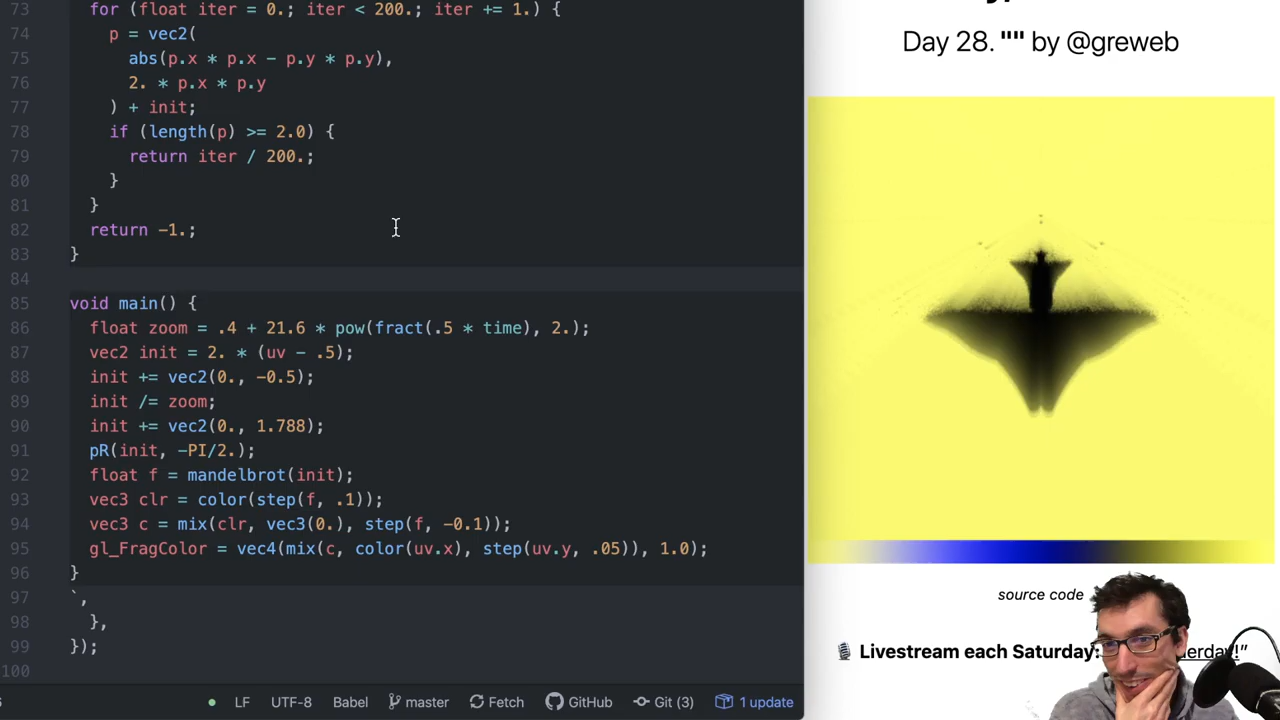 73 for (float iter = 0.; iter < 200.; iter += 1.) {
74 p = vec2(
75 abs(p.x * p.x - p.y * p.y),
76 2. * p.x * p.y
77 ) + init;
78 if (length(p) >= 2.0) {
79 return iter / 200.;
80 }
81 }
82 return -1.;
83 }
84
85 void main() {
86 float zoom = .4 + 21.6 * pow(fract(.5 * time), 2.);
87 vec2 init = 2. * (uv - .5);
88 init += vec2(0., -0.5);
89 init /= zoom;
90 init += vec2(0., 1.788);
91 pR(init, -PI/2.);
92 float f = mandelbrot(init);
93 vec3 clr = color(step(f, .1));
94 vec3 c = mix(clr, vec3(0.), step(f, -0.1));
95 gl_FragColor = vec4(mix(c, color(uv.x), step(uv.y, .05)), 1.0);
96 }
97 `,
98 },
99 });
100
LF UTF-8 Babel master Fetch GitHub Git (3) 1 update
Day 28. "" by @greweb
source code
Livestream each Saturday: